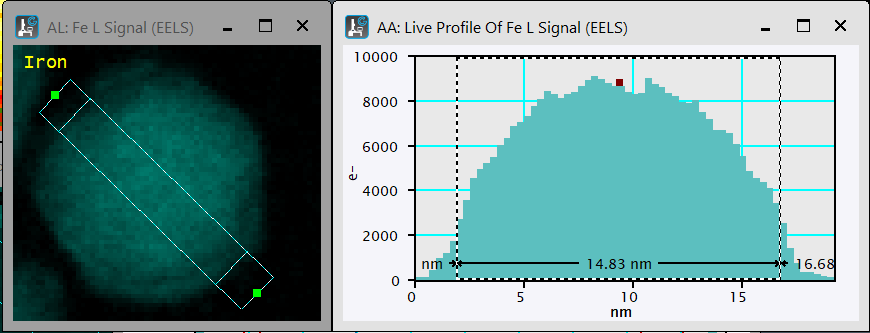 AL: Fe L Signal (EELS)
Iron
AA: Live Profile Of Fe L Signal (EELS)
10000
8000
6000
4000
2000
0
e-
nm
14.83 nm
16.68
0
5
10
15
nm